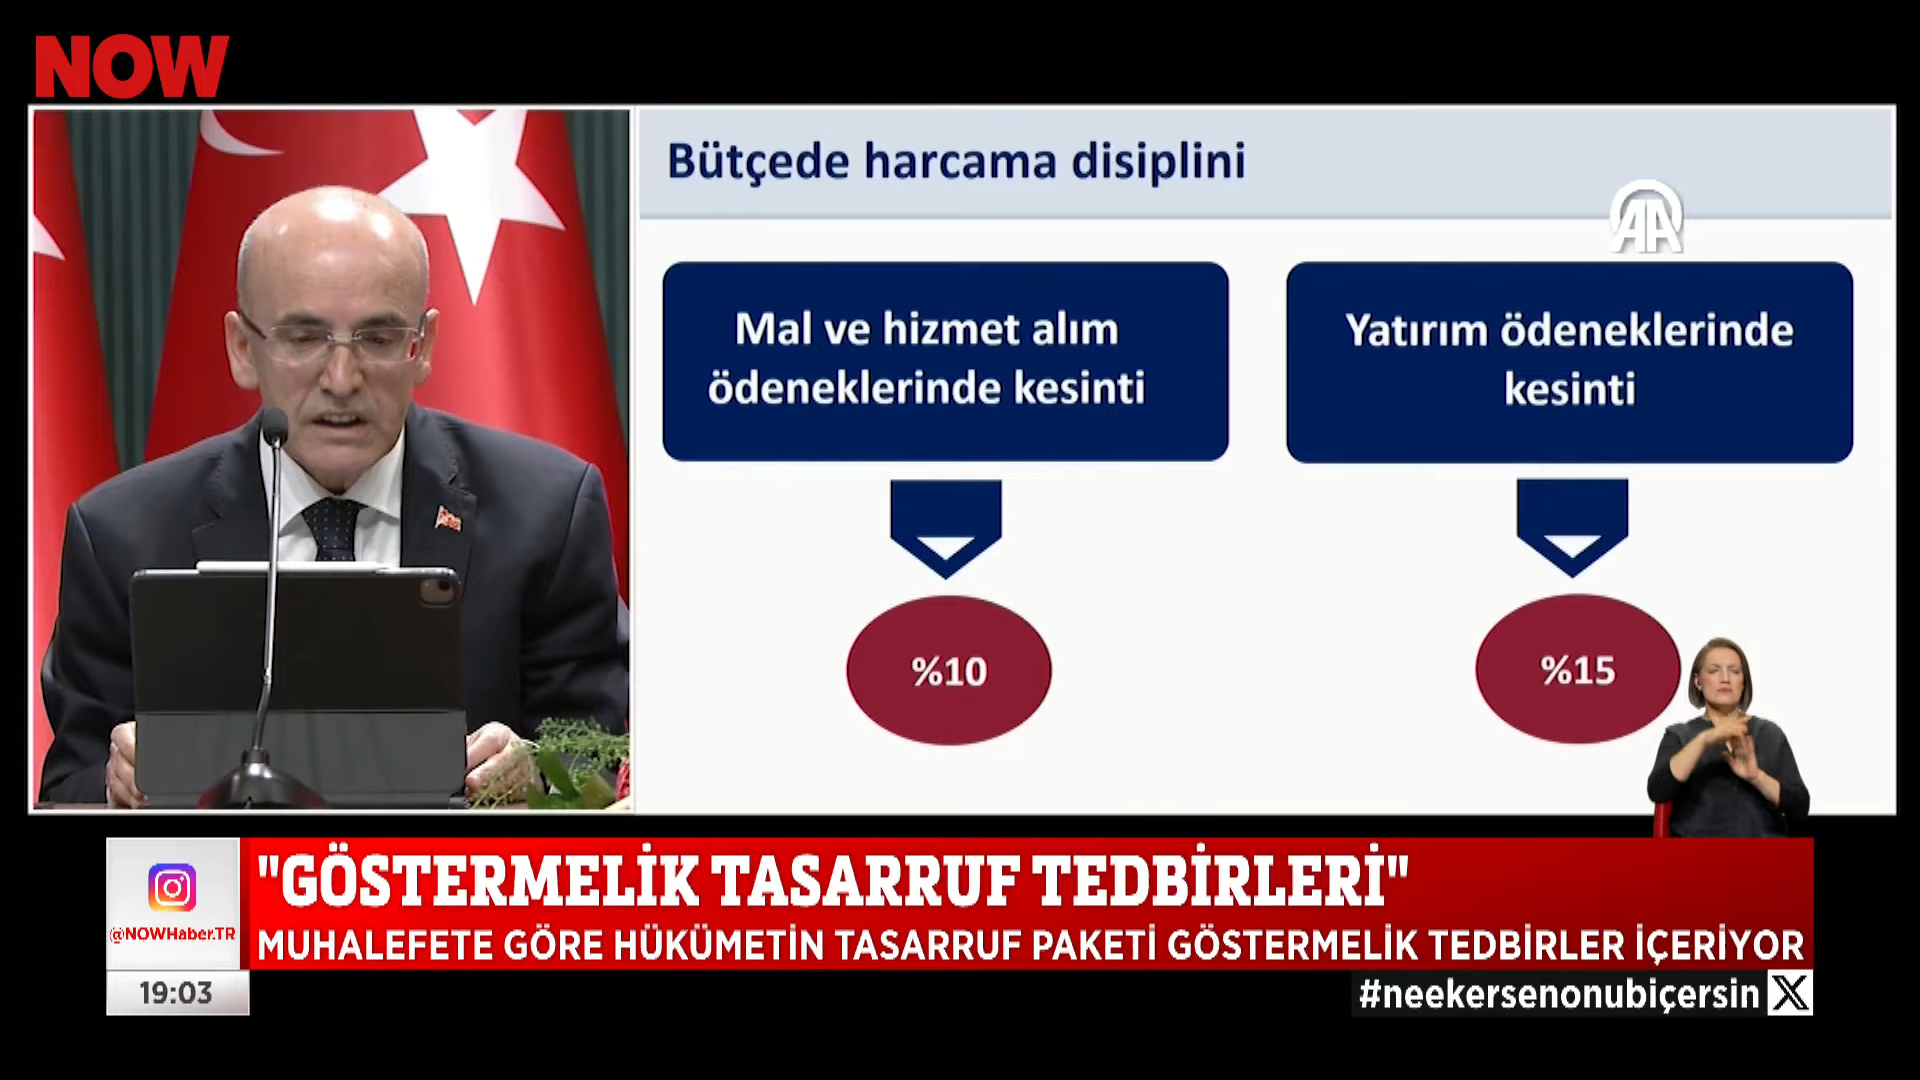 NOW
Bütçede harcama disiplini
AA
Mal ve hizmet alım
ödeneklerinde kesinti
Yatırım ödeneklerinde
kesinti
%10
%15
"GÖSTERMELİK TASARRUF TEDBİRLERİ"
@NOWHaber.TR
MUHALEFETE GÖRE HÜKÜMETİN TASARRUF PAKETİ GÖSTERMELİK TEDBİRLER İÇERİYOR
19:03
#neekersenonubiçersin X